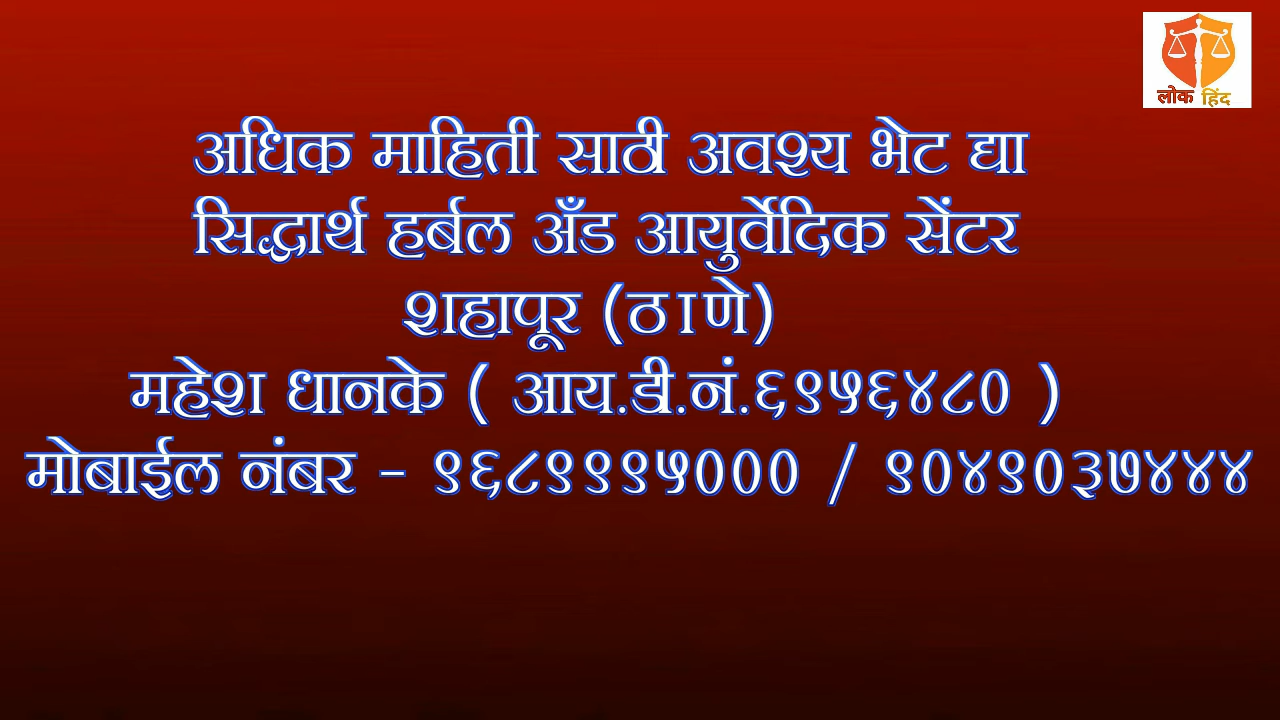 लोक हिंद
अधिक माहिती साठी अवश्य भेट द्या
सिद्धार्थ हर्बल अँड आयुर्वेदिक सेंटर
शहापूर (ठाणे)
महेश धानके ( आय.डी.नं.६९५६४८० )
मोबाईल नंबर - ९६८९९९५००० / ९०४९०३७४४४